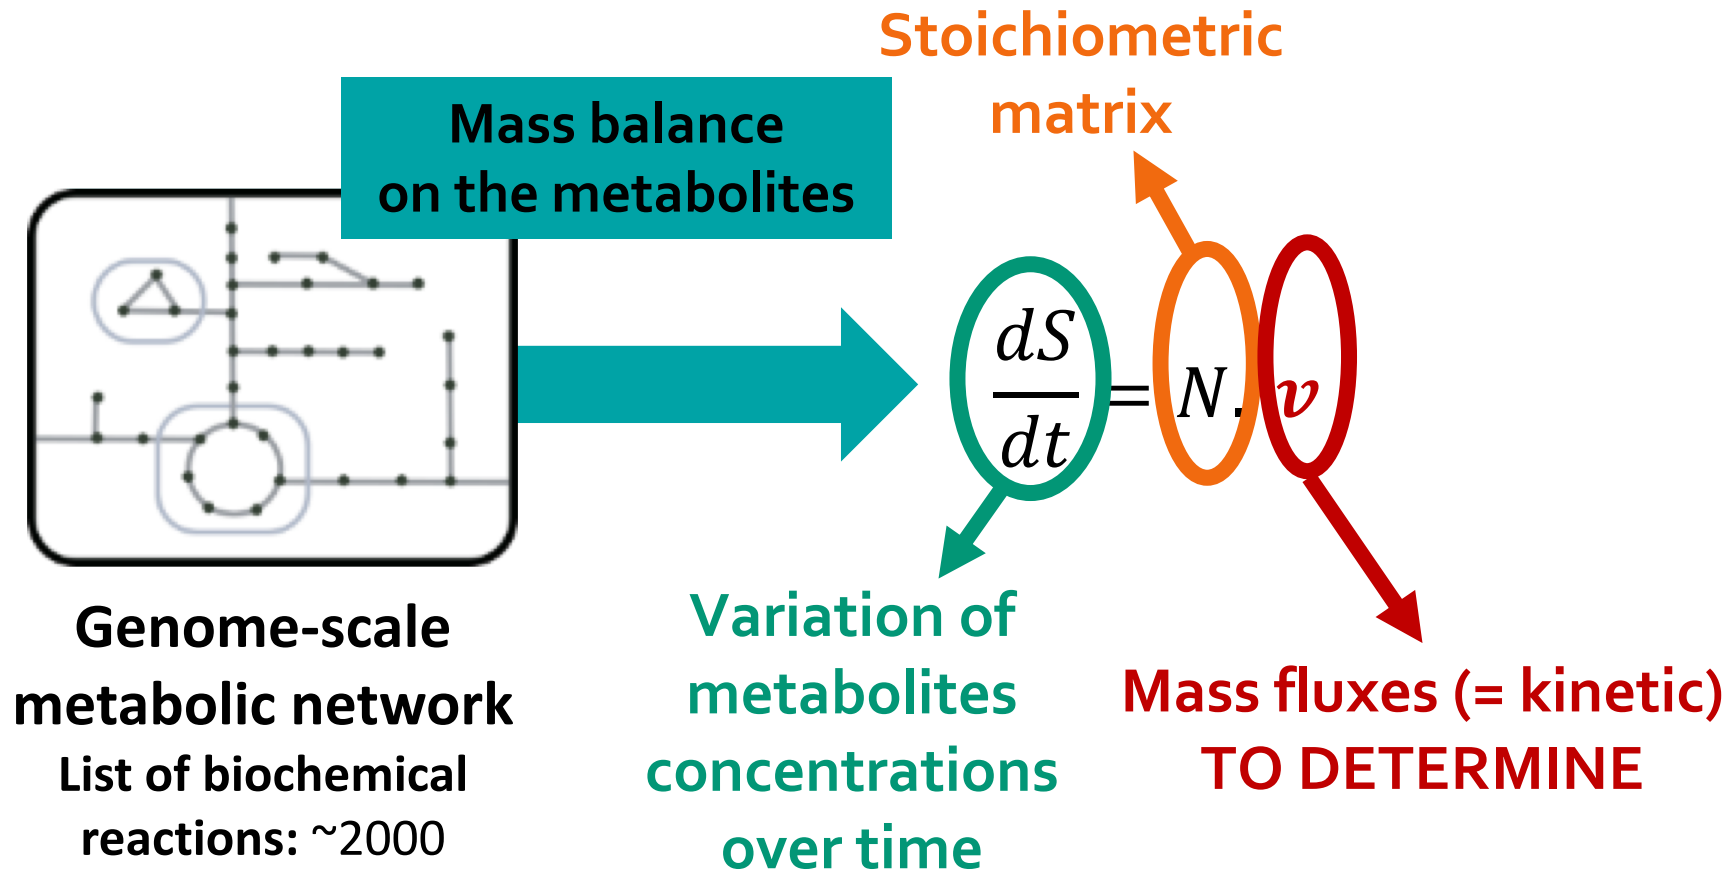 Stoichiometric
matrix
Mass balance
on the metabolites
dS
dt
= N. v
Genome-scale
metabolic network
List of biochemical
reactions: ~2000
Variation of
metabolites
concentrations
over time
Mass fluxes (= kinetic)
TO DETERMINE